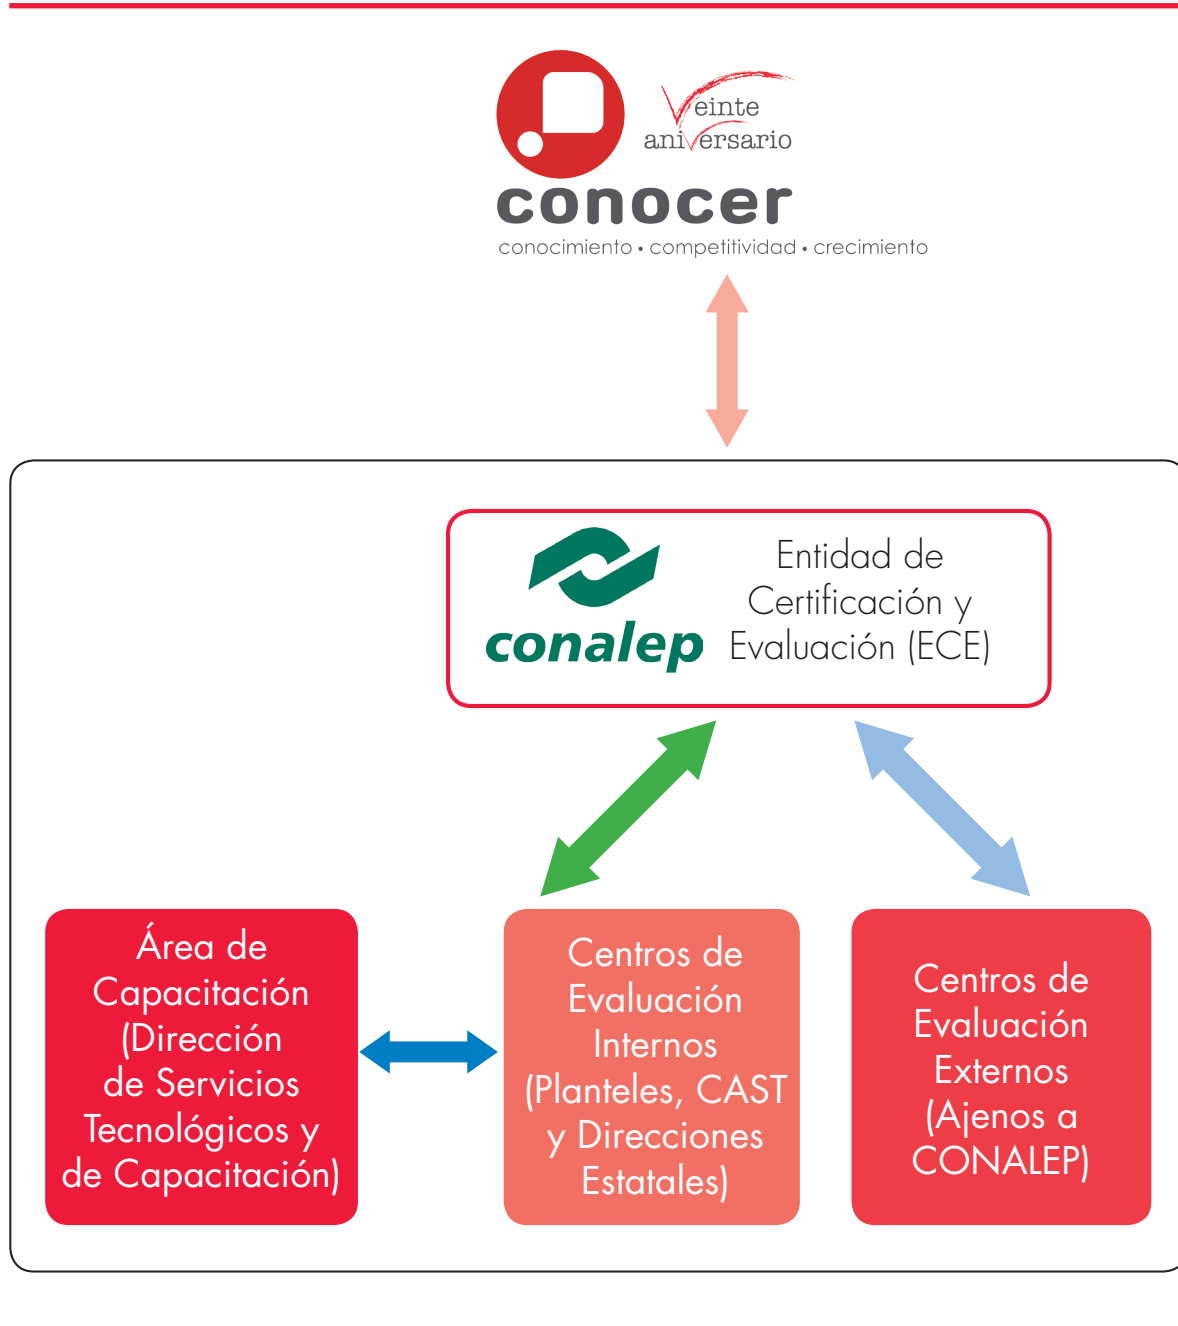 Veinte
aniversario
conocer
conocimiento • competitividad • crecimiento
conalep
Entidad de
Certificación y
Evaluación (ECE)
Área de
Capacitación
(Dirección
de Servicios
Tecnológicos y
de Capacitación)
Centros de
Evaluación
Internos
(Planteles, CAST
y Direcciones
Estatales)
Centros de
Evaluación
Externos
(Ajenos a
CONALEP)